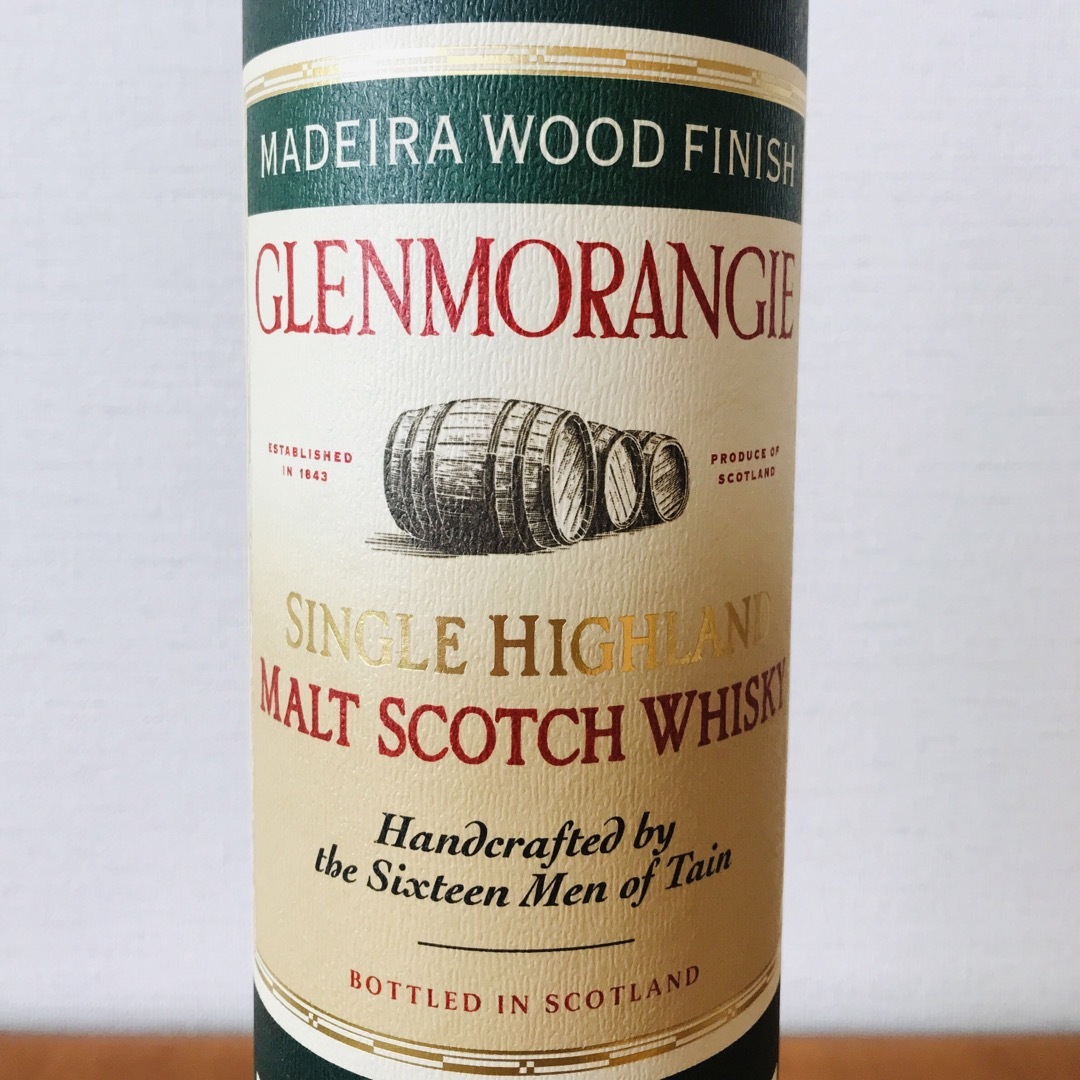 MADEIRA WOOD FINISH
GLENMORANGIE
ESTABLISHED
IN 1843
PRODUCE OF
SCOTLAND
SINGLE HIGHLAND
MALT SCOTCH WHISKY
Handcrafted by
the Sixteen Men of Tain
BOTTLED IN SCOTLAND